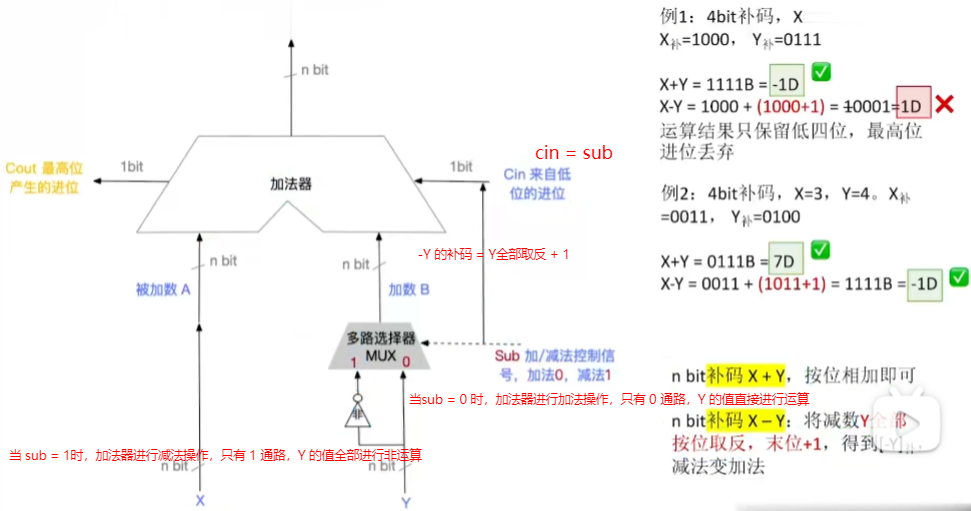 n bit
Cout 最高位
产生的进位
1bit
加法器
1bit
cin = sub
Cin 来自低
位的进位
n bit
n bit
-Y 的补码 = Y全部取反 + 1
被加数 A
加数 B
多路选择器
MUX
1
0
Sub 加/减法控制信
号，加法0，减法1
非
当sub = 0 时，加法器进行加法操作，只有 0 通路，Y 的值直接进行运算
当 sub = 1时，加法器进行减法操作，只有 1 通路，Y 的值全部进行非运算
n bit
n bit
X
Y
例1：4bit补码，X
X补=1000， Y补=0111
X+Y = 1111B = -1D
X-Y = 1000 + (1000+1) = 10001=1D
运算结果只保留低四位，最高位
进位丢弃
例2：4bit补码，X=3，Y=4。X补
=0011， Y补=0100
X+Y = 0111B = 7D
X-Y = 0011 + (1011+1) = 1111B = -1D
n bit补码 X + Y，按位相加即可
n bit补码 X – Y：将减数Y全部
按位取反，末位+1，得到[-Y]补，
减法变加法